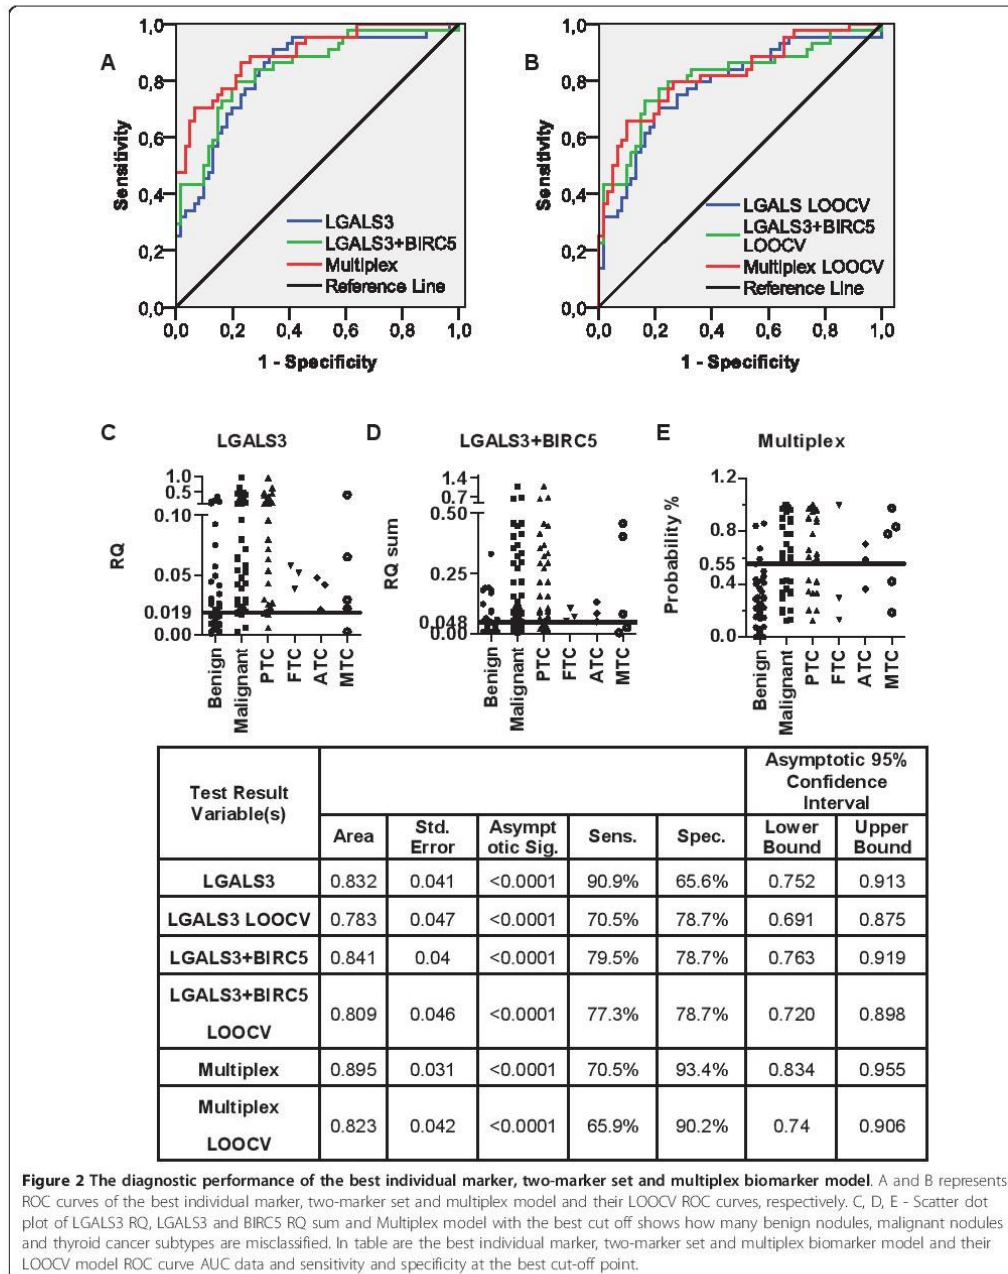 A
1,0
0,8
0,6
0,4
0,2
0,0
Sensitivity
LGALS3
LGALS3+BIRC5
Multiplex
Reference Line
0,0 0,2 0,4 0,6 0,8 1,0
1 - Specificity
B
1,0
0,8
0,6
0,4
0,2
0,0
Sensitivity
LGALS LOOCV
LGALS3+BIRC5
LOOCV
Multiplex LOOCV
Reference Line
0,0 0,2 0,4 0,6 0,8 1,0
1 - Specificity
C
LGALS3
1.0
0.5
0.10
0.05
0.019
0.00
RQ
Benign
Malignant
PTC
FTC
ATC
MTC
D
LGALS3+BIRC5
1.4
0.7
0.50
0.25
0.048
0.00
RQ sum
Benign
Malignant
PTC
FTC
ATC
MTC
E
Multiplex
1.2
0.8
0.55
0.4
0.0
Probability %
Benign
Malignant
PTC
FTC
ATC
MTC
Test Result
Variable(s)
Asymptotic 95%
Confidence
Interval
Area Std. Error Asympt otic Sig. Sens. Spec. Lower Bound Upper Bound
LGALS3 0.832 0.041 <0.0001 90.9% 65.6% 0.752 0.913
LGALS3 LOOCV 0.783 0.047 <0.0001 70.5% 78.7% 0.691 0.875
LGALS3+BIRC5 0.841 0.04 <0.0001 79.5% 78.7% 0.763 0.919
LGALS3+BIRC5
LOOCV 0.809 0.046 <0.0001 77.3% 78.7% 0.720 0.898
Multiplex 0.895 0.031 <0.0001 70.5% 93.4% 0.834 0.955
Multiplex
LOOCV 0.823 0.042 <0.0001 65.9% 90.2% 0.74 0.906
Figure 2 The diagnostic performance of the best individual marker, two-marker set and multiplex biomarker model. A and B represents
ROC curves of the best individual marker, two-marker set and multiplex model and their LOOCV ROC curves, respectively. C, D, E - Scatter dot
plot of LGALS3 RQ, LGALS3 and BIRC5 RQ sum and Multiplex model with the best cut off shows how many benign nodules, malignant nodules
and thyroid cancer subtypes are misclassified. In table are the best individual marker, two-marker set and multiplex biomarker model and their
LOOCV model ROC curve AUC data and sensitivity and specificity at the best cut-off point.